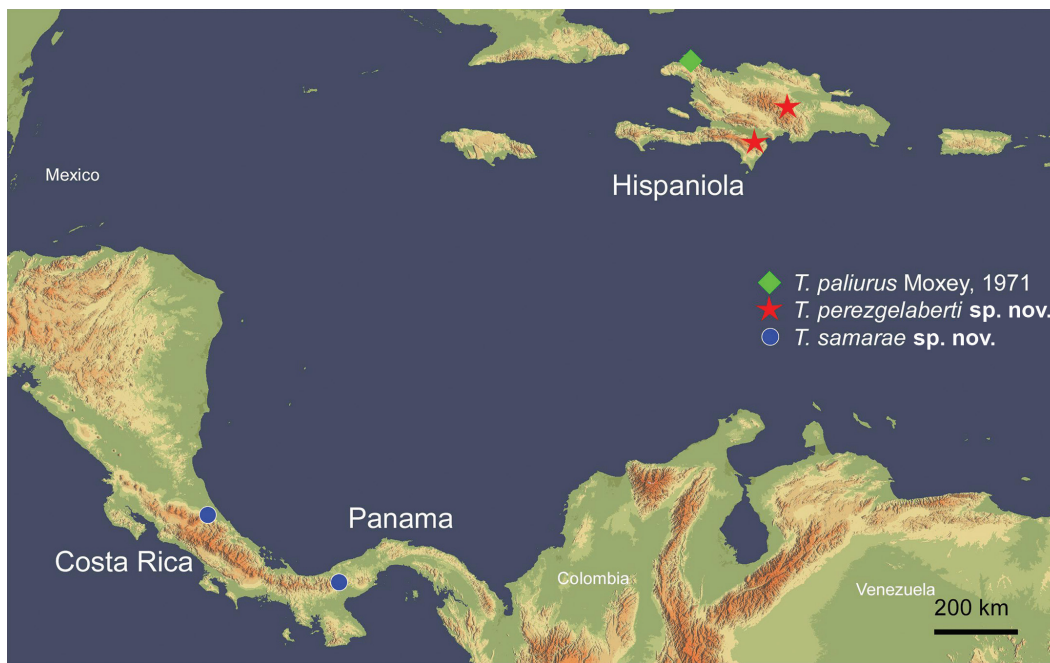 Mexico
Hispaniola
T. paliurus Moxey, 1971
T. perezgelaberti sp. nov.
T. samarae sp. nov.
Panama
Costa Rica
Colombia
Venezuela
200 km